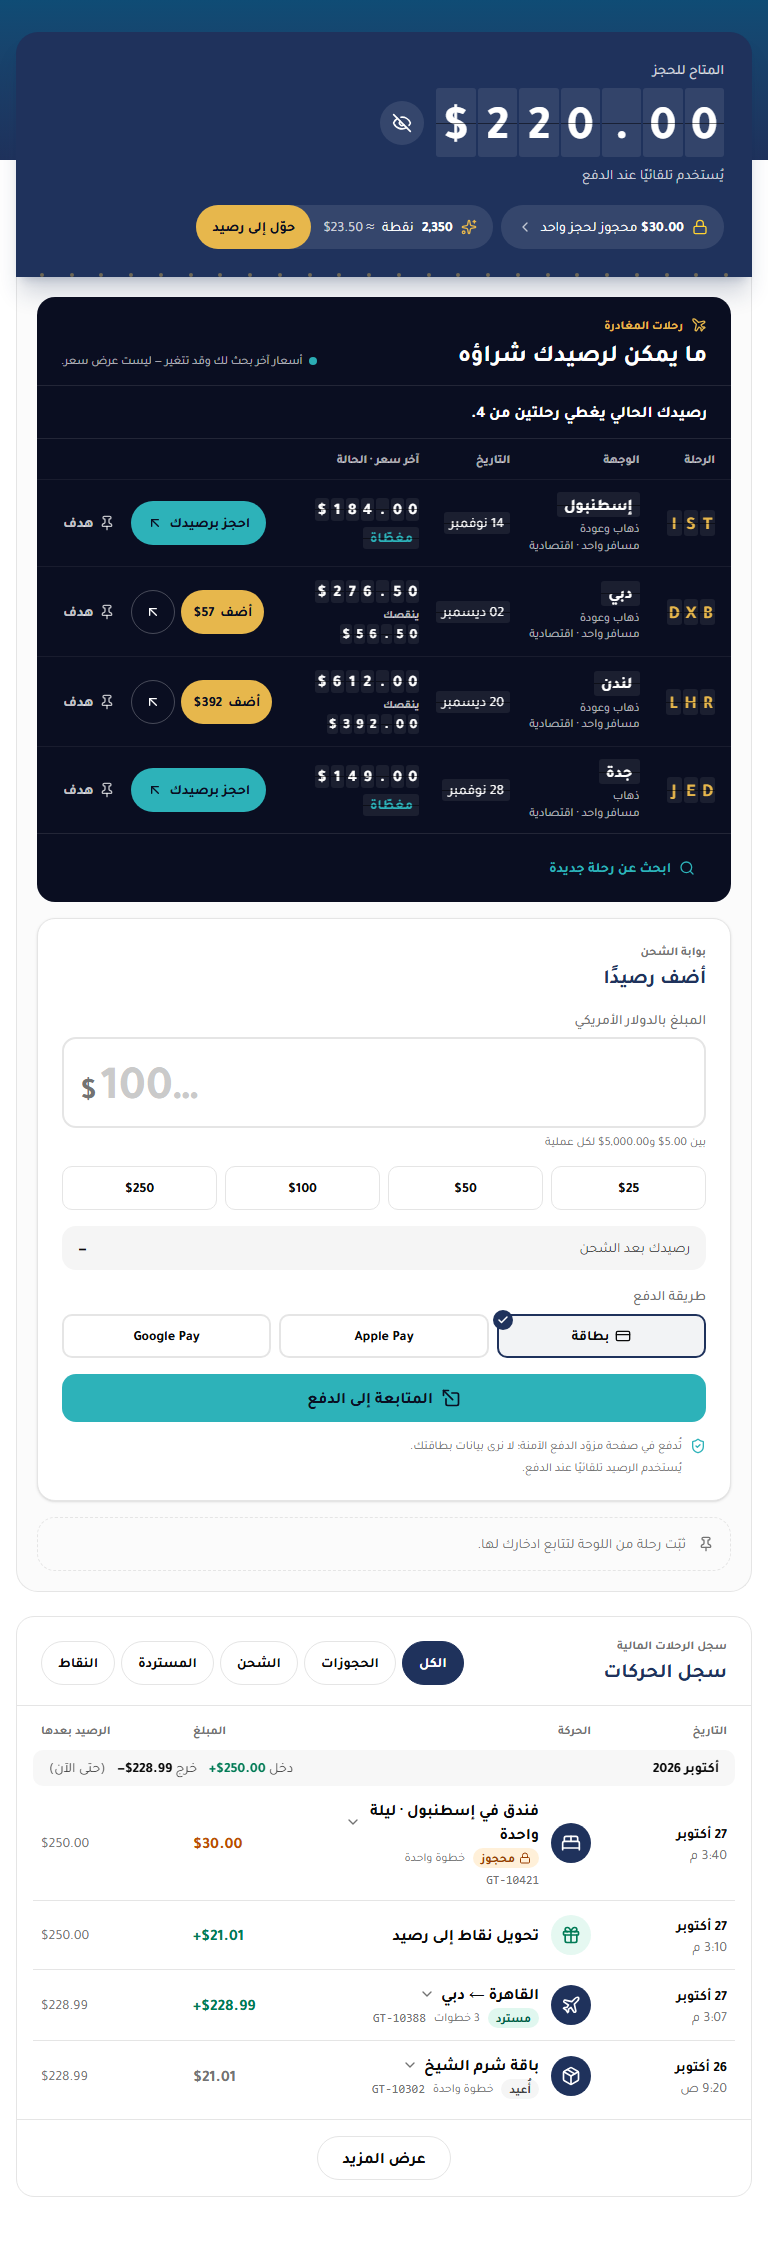 المتاح للحجز
$220.00
يُستخدم تلقائيًا عند الدفع
$30.00 محجوز لحجز واحد
2,350 نقطة ≈ $23.50
حوّل إلى رصيد
رحلات المغادرة
ما يمكن لرصيدك شراؤه
أسعار آخر بحث لك وقد تتغير — ليست عرض سعر.
رصيدك الحالي يغطي رحلتين من 4.
الرحلة الوجهة التاريخ آخر سعر · الحالة
IST
إسطنبول
ذهاب وعودة
مسافر واحد · اقتصادية
14 نوفمبر
$184.00
مغطّاة
احجز برصيدك
هدف
DXB
دبي
ذهاب وعودة
مسافر واحد · اقتصادية
02 ديسمبر
$276.50
ينقصك
$56.50
أضف $57
هدف
LHR
لندن
ذهاب وعودة
مسافر واحد · اقتصادية
20 ديسمبر
$612.00
ينقصك
$392.00
أضف $392
هدف
JED
جدة
ذهاب
مسافر واحد · اقتصادية
28 نوفمبر
$149.00
مغطّاة
احجز برصيدك
هدف
ابحث عن رحلة جديدة
بوابة الشحن
أضف رصيدًا
المبلغ بالدولار الأمريكي
$ 100…
بين $5.00 و$5,000.00 لكل عملية
$25 $50 $100 $250
رصيدك بعد الشحن –
طريقة الدفع
بطاقة Apple Pay Google Pay
المتابعة إلى الدفع
تُدفع في صفحة مزوّد الدفع الآمنة؛ لا نرى بيانات بطاقتك.
يُستخدم الرصيد تلقائيًا عند الدفع.
ثبّت رحلة من اللوحة لتتابع ادخارك لها.
سجل الرحلات المالية
سجل الحركات
الكل الحجوزات الشحن المستردة النقاط
التاريخ الحركة المبلغ الرصيد بعدها
أكتوبر 2026 دخل +$250.00 خرج −$228.99 (حتى الآن)
27 أكتوبر
3:40 م
فندق في إسطنبول · ليلة
واحدة
محجوز خطوة واحدة
GT-10421
$30.00
$250.00
27 أكتوبر
3:10 م
تحويل نقاط إلى رصيد
+$21.01
$250.00
27 أكتوبر
3:07 م
القاهرة ← دبي
مسترد 3 خطوات GT-10388
+$228.99
$228.99
26 أكتوبر
9:20 ص
باقة شرم الشيخ
أُعيد خطوة واحدة GT-10302
$21.01
$228.99
عرض المزيد